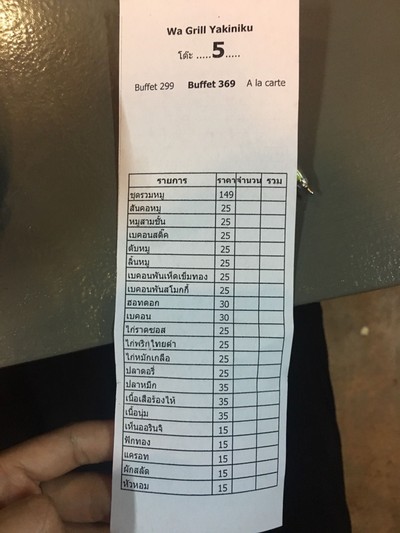 Wa Grill Yakiniku
โต๊ะ .....5.....
Buffet 299 Buffet 369 A la carte
รายการ ราคา จำนวน รวม
ชุดรวมหมู 149
สันคอหมู 25
หมูสามชั้น 25
เบคอนสติ๊ค 25
ตับหมู 25
ลิ้นหมู 25
เบคอนพันเห็ดเข็มทอง 25
เบคอนพันสโมกกี้ 25
ฮอทดอก 30
เบคอน 30
ไก่ราดซอส 25
ไก่พริกไทยดำ 25
ไก่หมักเกลือ 25
ปลาดอรี่ 25
ปลาหมึก 35
เนื้อเสือร้องไห้ 35
เนื้อนุ่ม 35
เห็นออรินจิ 15
ฟักทอง 15
แครอท 15
ผักสลัด 15
หัวหอม 15